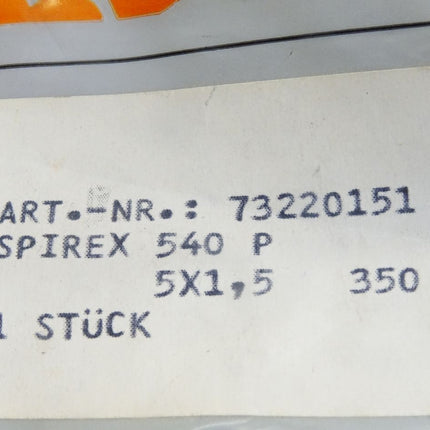 ART.-NR.: 73220151
SPIREX 540 P
5X1,5 350
1 STÜCK